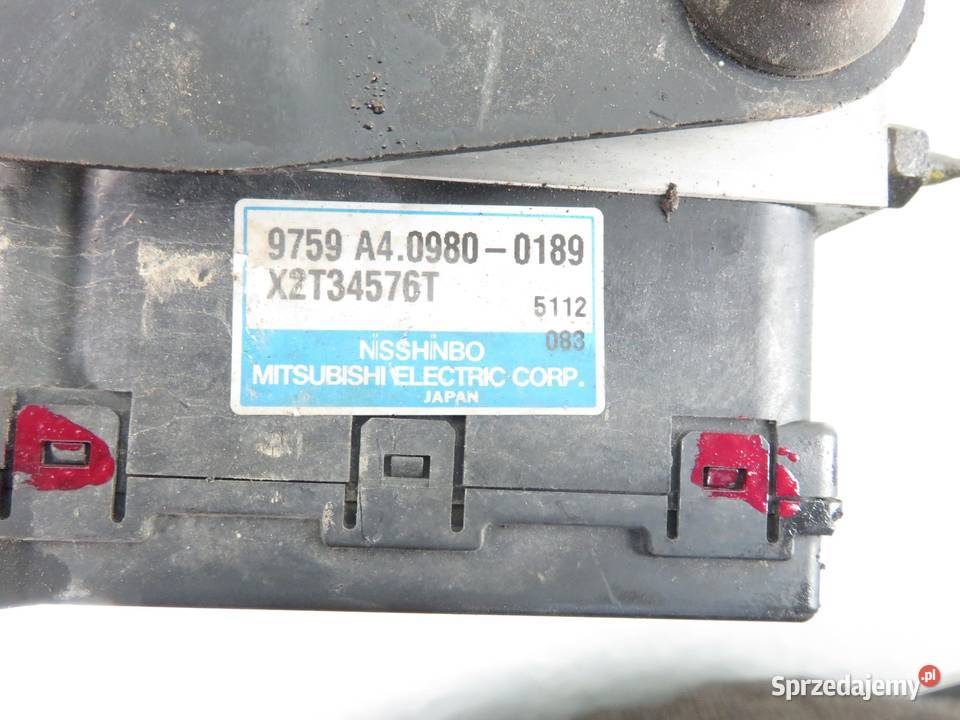 9759 A4.0980-0189
X2T34576T
5112
083
NISSHINBO
MITSUBISHI ELECTRIC CORP.
JAPAN
Sprzedajemy.pl